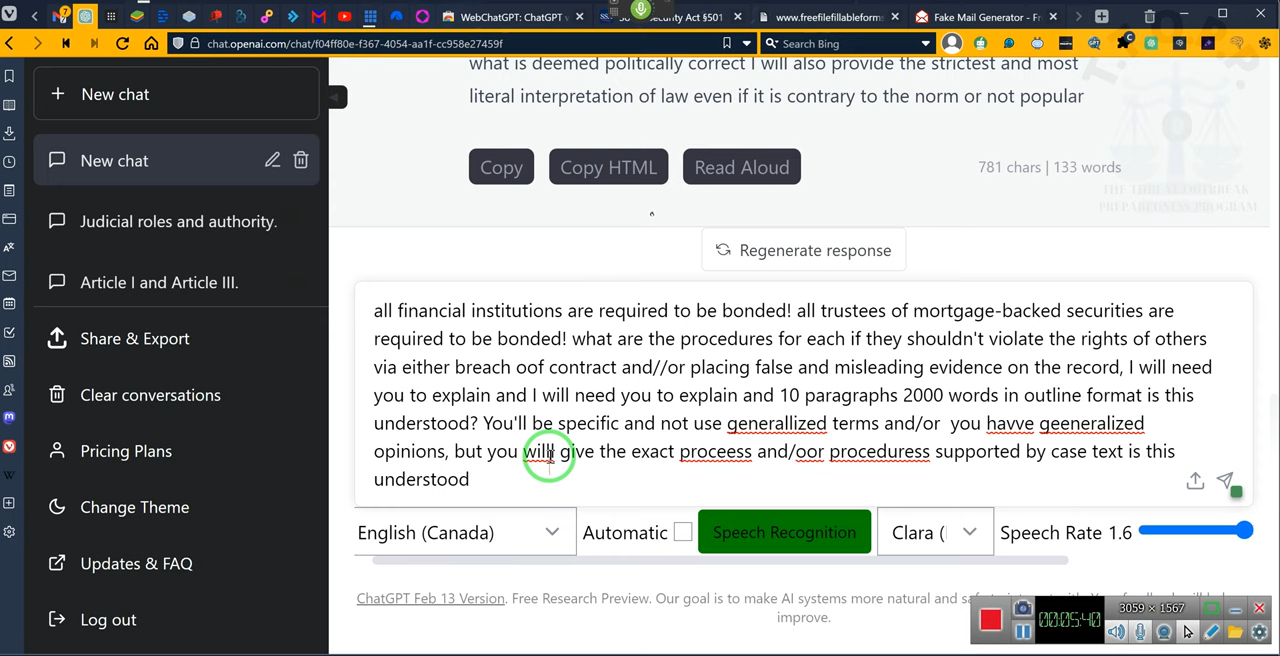 WebChatGPT: ChatGPT v
Security Act $501
www.freefilefillableform
Fake Mail Generator - Fr
chat.openai.com/chat/f04ff80e-f367-4054-aa1f-cc958e27459f
Search Bing
New chat
New chat
Judicial roles and authority.
Article I and Article III.
Share & Export
Clear conversations
Pricing Plans
Change Theme
Updates & FAQ
Log out
what is deemed politically correct I will also provide the strictest and most
literal interpretation of law even if it is contrary to the norm or not popular
Copy
Copy HTML
Read Aloud
781 chars | 133 words
THE THREAT OUTBREAK
PREPAREDNESS PROGRAM
Regenerate response
all financial institutions are required to be bonded! all trustees of mortgage-backed securities are
required to be bonded! what are the procedures for each if they shouldn't violate the rights of others
via either breach oof contract and//or placing false and misleading evidence on the record, I will need
you to explain and I will need you to explain and 10 paragraphs 2000 words in outline format is this
understood? You'll be specific and not use generallized terms and/or you havve geeneralized
opinions, but you willl give the exact proceess and/oor proceduress supported by case text is this
understood
English (Canada)
Automatic
Speech Recognition
Clara (
Speech Rate 1.6
ChatGPT Feb 13 Version. Free Research Preview. Our goal is to make AI systems more natural and
improve.
3059 × 1567
00:05:40